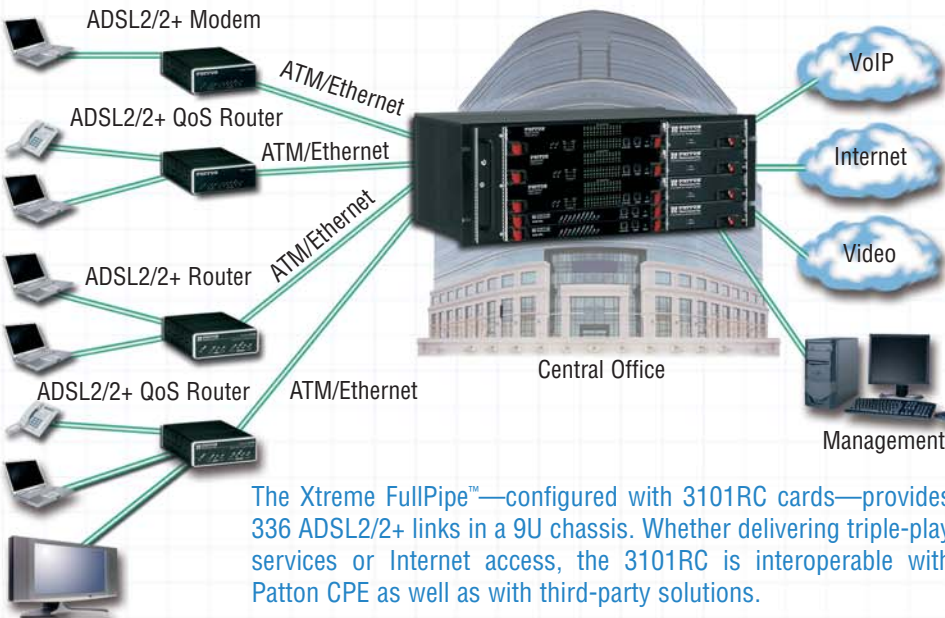 ADSL2/2+ Modem
ATM/Ethernet
VoIP
ADSL2/2+ QoS Router
ATM/Ethernet
Internet
ADSL2/2+ Router
ATM/Ethernet
Video
Central Office
ADSL2/2+ QoS Router
ATM/Ethernet
Management
The Xtreme FullPipe™—configured with 3101RC cards—provides
336 ADSL2/2+ links in a 9U chassis. Whether delivering triple-play
services or Internet access, the 3101RC is interoperable with
Patton CPE as well as with third-party solutions.